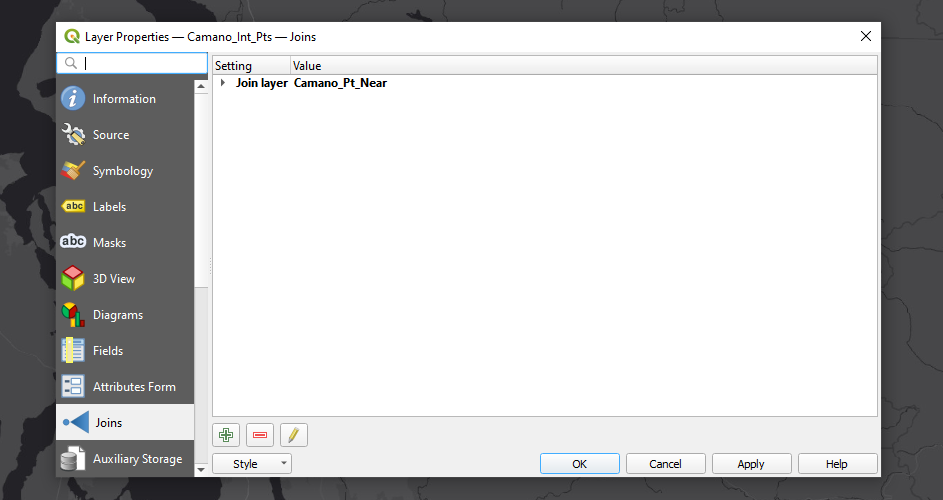 Layer Properties — Camano_Int_Pts — Joins
Setting Value
Join layer Camano_Pt_Near
Information
Source
Symbology
abc Labels
abc Masks
3D View
Diagrams
Fields
Attributes Form
Joins
Auxiliary Storage
Style
OK Cancel Apply Help